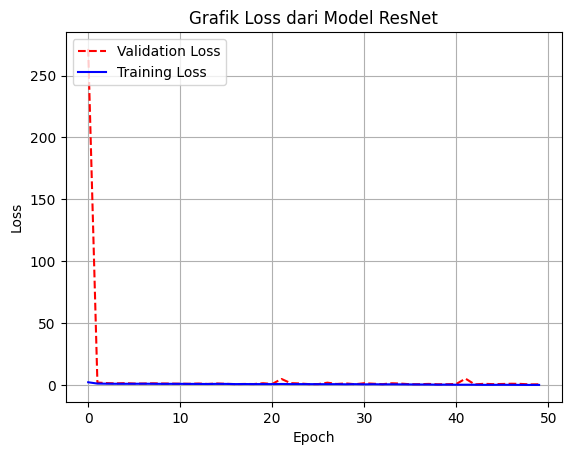 Grafik Loss dari Model ResNet
Validation Loss
Training Loss
250
200
150
100
50
0
Loss
0 10 20 30 40 50
Epoch